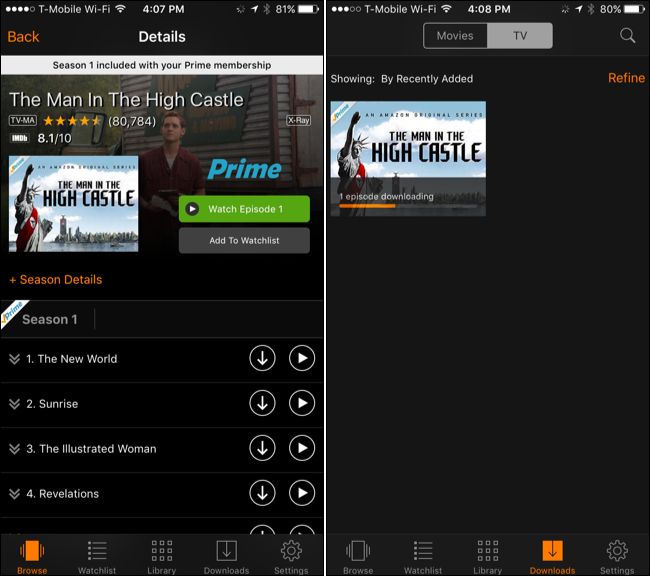 T-Mobile Wi-Fi 4:07 PM 81%
Back Details
Season 1 included with your Prime membership
The Man In The High Castle
TV-MA (80,784) X-Ray
IMDb 8.1/10
Prime
AN AMAZON ORIGINAL SERIES
THE MAN IN THE
HIGH CASTLE
Prime
Watch Episode 1
Add To Watchlist
+ Season Details
Prime
Season 1
1. The New World
2. Sunrise
3. The Illustrated Woman
4. Revelations
Browse Watchlist Library Downloads Settings
T-Mobile Wi-Fi 4:08 PM 80%
Movies TV
Showing: By Recently Added Refine
Prime
AN AMAZON ORIGINAL SERIES
THE MAN IN THE
HIGH CASTLE
1 episode downloading
Browse Watchlist Library Downloads Settings